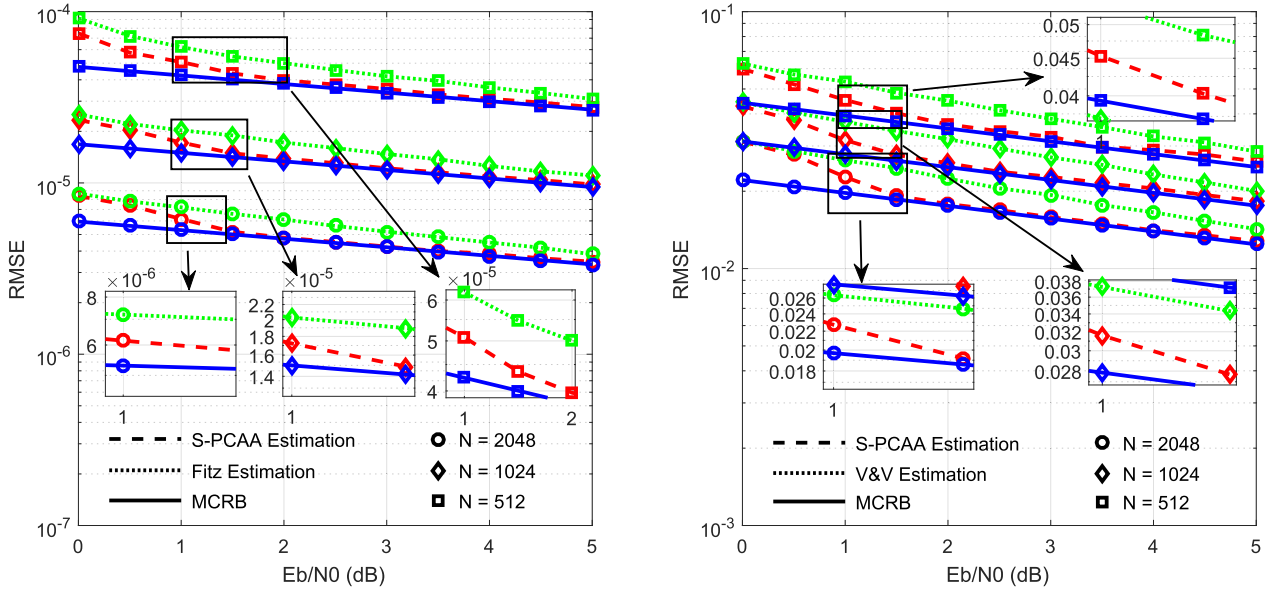 10-4
10-5
10-6
10-7
RMSE
× 10-6
8
6
1
× 10-5
2.2
2
1.8
1.6
1.4
1
× 10-5
6
5
4
1 2
S-PCAA Estimation
Fitz Estimation
MCRB
N = 2048
N = 1024
N = 512
0 1 2 3 4 5
Eb/N0 (dB)
10-1
10-2
10-3
RMSE
0.05
0.045
0.04
1
0.026
0.024
0.022
0.02
0.018
1
0.038
0.036
0.034
0.032
0.03
0.028
1
S-PCAA Estimation
V&V Estimation
MCRB
N = 2048
N = 1024
N = 512
0 1 2 3 4 5
Eb/N0 (dB)